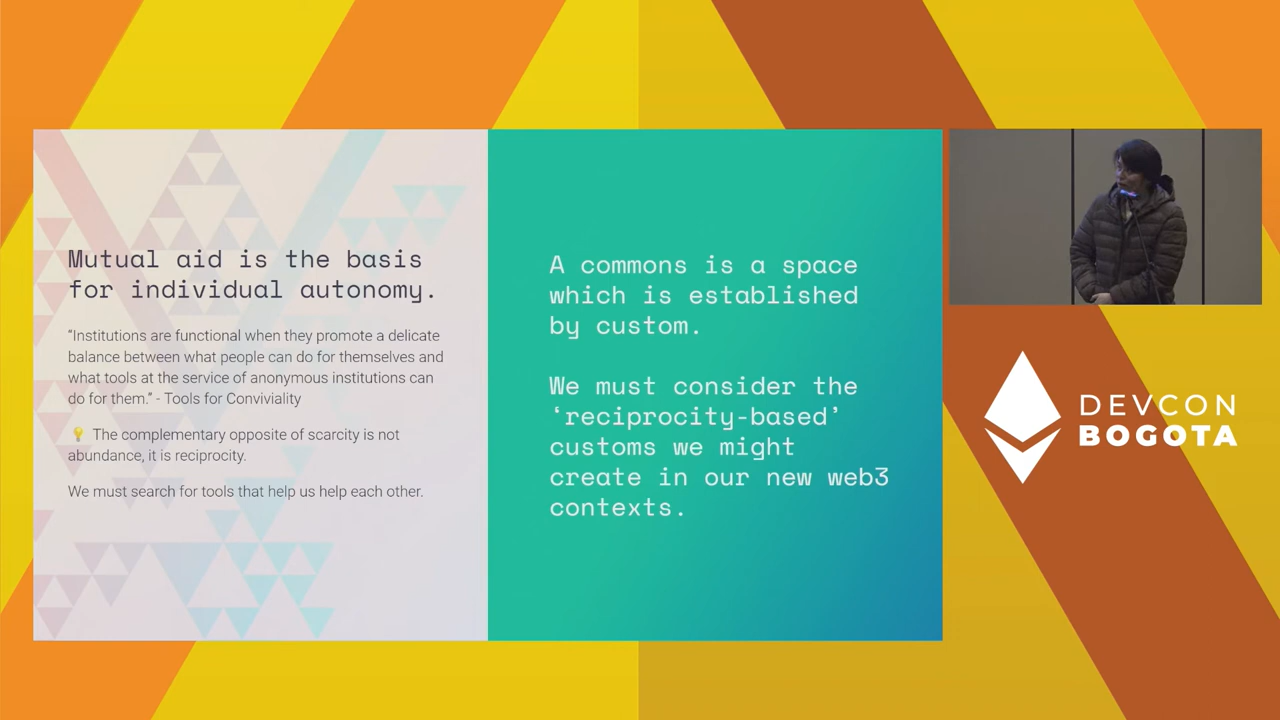 Mutual aid is the basis
for individual autonomy.
“Institutions are functional when they promote a delicate
balance between what people can do for themselves and
what tools at the service of anonymous institutions can
do for them.” - Tools for Conviviality
💡 The complementary opposite of scarcity is not
abundance, it is reciprocity.
We must search for tools that help us help each other.
A commons is a space
which is established
by custom.
We must consider the
‘reciprocity-based’
customs we might
create in our new web3
contexts.
DEVCON
BOGOTA